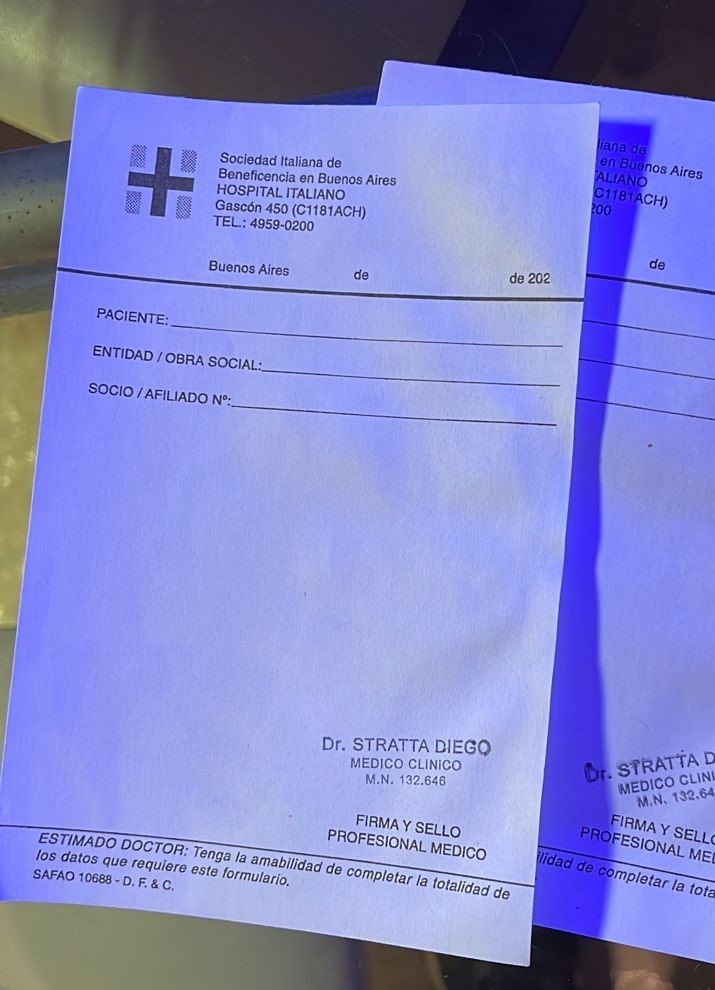 Sociedad Italiana de
Beneficencia en Buenos Aires
HOSPITAL ITALIANO
Gascón 450 (C1181ACH)
TEL.: 4959-0200
Buenos Aires de de 202
PACIENTE:
ENTIDAD / OBRA SOCIAL:
SOCIO / AFILIADO Nº:
Dr. STRATTA DIEGO
MEDICO CLINICO
M.N. 132.646
FIRMA Y SELLO
PROFESIONAL MEDICO
ESTIMADO DOCTOR: Tenga la amabilidad de completar la totalidad de
los datos que requiere este formulario.
SAFAO 10688 - D. F. & C.
liana de
en Buenos Aires
ALIANO
C1181ACH)
200
de
Dr. STRATTA D
MEDICO CLINI
M.N. 132.64
FIRMA Y SELLO
PROFESIONAL MED
ilidad de completar la tota